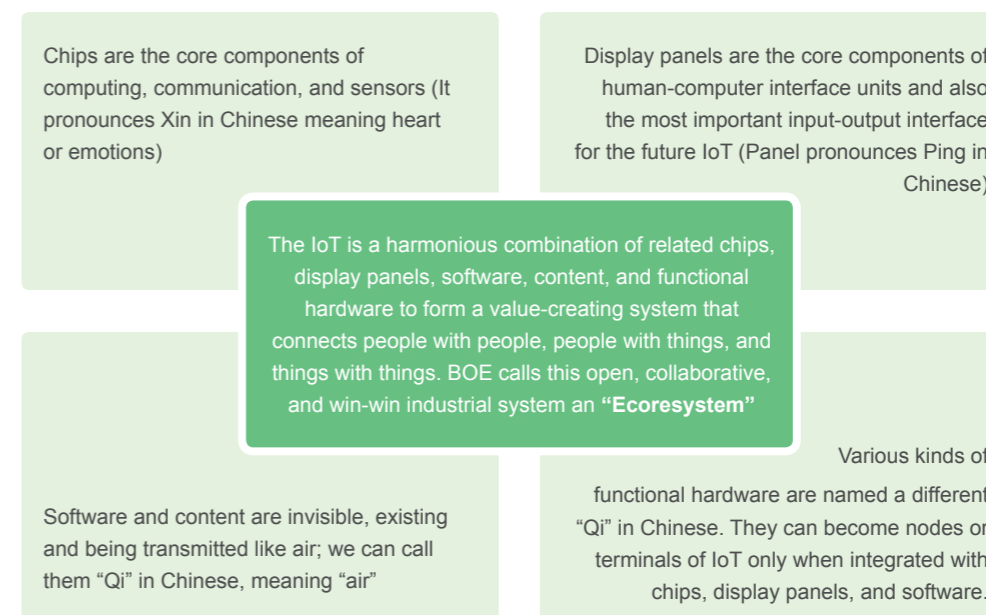 Chips are the core components of
computing, communication, and sensors (It
pronounces Xin in Chinese meaning heart
or emotions)
Display panels are the core components of
human-computer interface units and also
the most important input-output interface
for the future IoT (Panel pronounces Ping in
Chinese)
The IoT is a harmonious combination of related chips,
display panels, software, content, and functional
hardware to form a value-creating system that
connects people with people, people with things, and
things with things. BOE calls this open, collaborative,
and win-win industrial system an “Ecoresystem”
Software and content are invisible, existing
and being transmitted like air; we can call
them “Qi” in Chinese, meaning “air”
Various kinds of
functional hardware are named a different
“Qi” in Chinese. They can become nodes or
terminals of IoT only when integrated with
chips, display panels, and software.